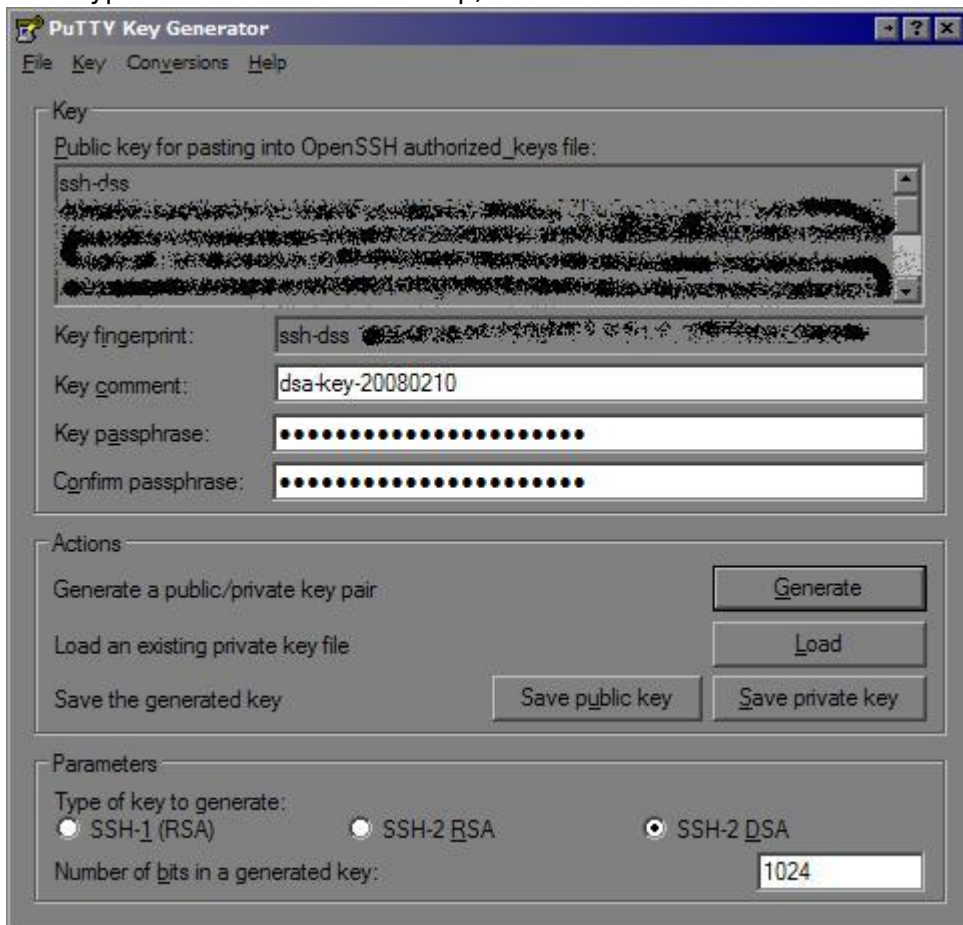 PuTTY Key Generator
File Key Conversions Help
Key
Public key for pasting into OpenSSH authorized_keys file:
ssh-dss
Key fingerprint: ssh-dss
Key comment: dsa-key-20080210
Key passphrase: ●●●●●●●●●●●●●●●●●●●●●●●
Confirm passphrase: ●●●●●●●●●●●●●●●●●●●●●●●
Actions
Generate a public/private key pair Generate
Load an existing private key file Load
Save the generated key Save public key Save private key
Parameters
Type of key to generate:
SSH-1 (RSA) SSH-2 RSA SSH-2 DSA
Number of bits in a generated key: 1024